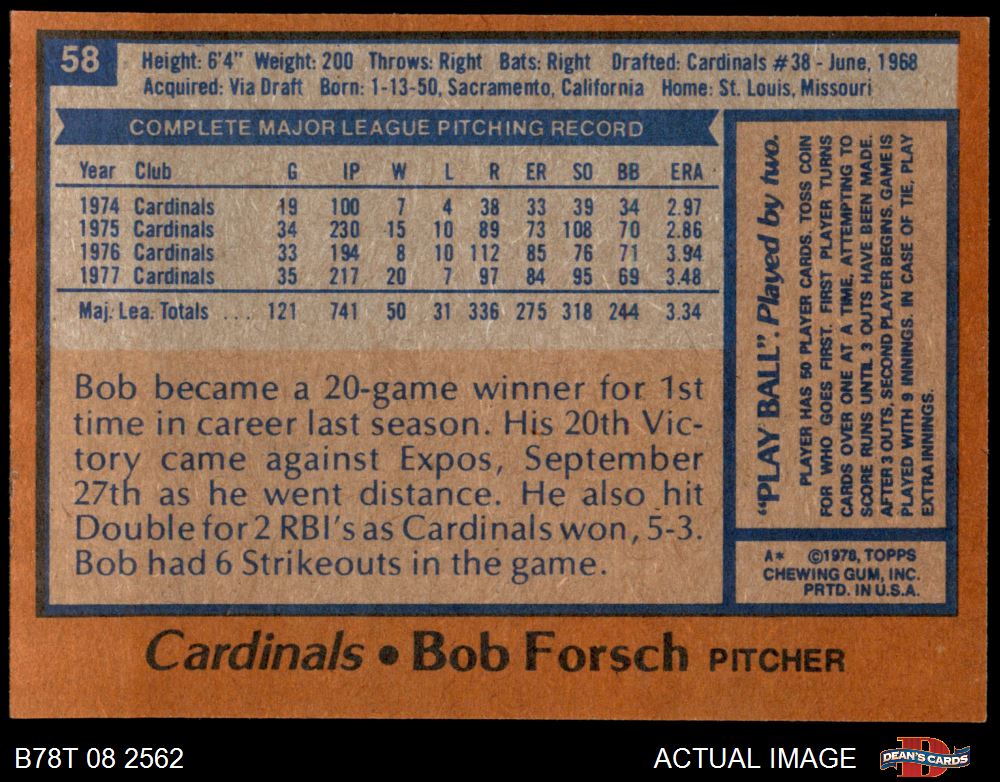 58
Height: 6'4" Weight: 200 Throws: Right Bats: Right Drafted: Cardinals #38 - June, 1968
Acquired: Via Draft Born: 1-13-50, Sacramento, California Home: St. Louis, Missouri
COMPLETE MAJOR LEAGUE PITCHING RECORD
Year Club G IP W L R ER SO BB ERA
1974 Cardinals 19 100 7 4 38 33 39 34 2.97
1975 Cardinals 34 230 15 10 89 73 108 70 2.86
1976 Cardinals 33 194 8 10 112 85 76 71 3.94
1977 Cardinals 35 217 20 7 97 84 95 69 3.48
Maj. Lea. Totals ... 121 741 50 31 336 275 318 244 3.34
Bob became a 20-game winner for 1st
time in career last season. His 20th Vic-
tory came against Expos, September
27th as he went distance. He also hit
Double for 2 RBI's as Cardinals won, 5-3.
Bob had 6 Strikeouts in the game.
"PLAY BALL". Played by two.
PLAYER HAS 50 PLAYER CARDS. TOSS COIN
FOR WHO GOES FIRST. FIRST PLAYER TURNS
CARDS OVER ONE AT A TIME, ATTEMPTING TO
SCORE RUNS UNTIL 3 OUTS HAVE BEEN MADE.
AFTER 3 OUTS, SECOND PLAYER BEGINS. GAME IS
PLAYED WITH 9 INNINGS. IN CASE OF TIE, PLAY
EXTRA INNINGS.
A* ©1978, TOPPS
CHEWING GUM, INC.
PRTD. IN U.S.A.
Cardinals • Bob Forsch PITCHER
B78T 08 2562
ACTUAL IMAGE
DEAN'S CARDS